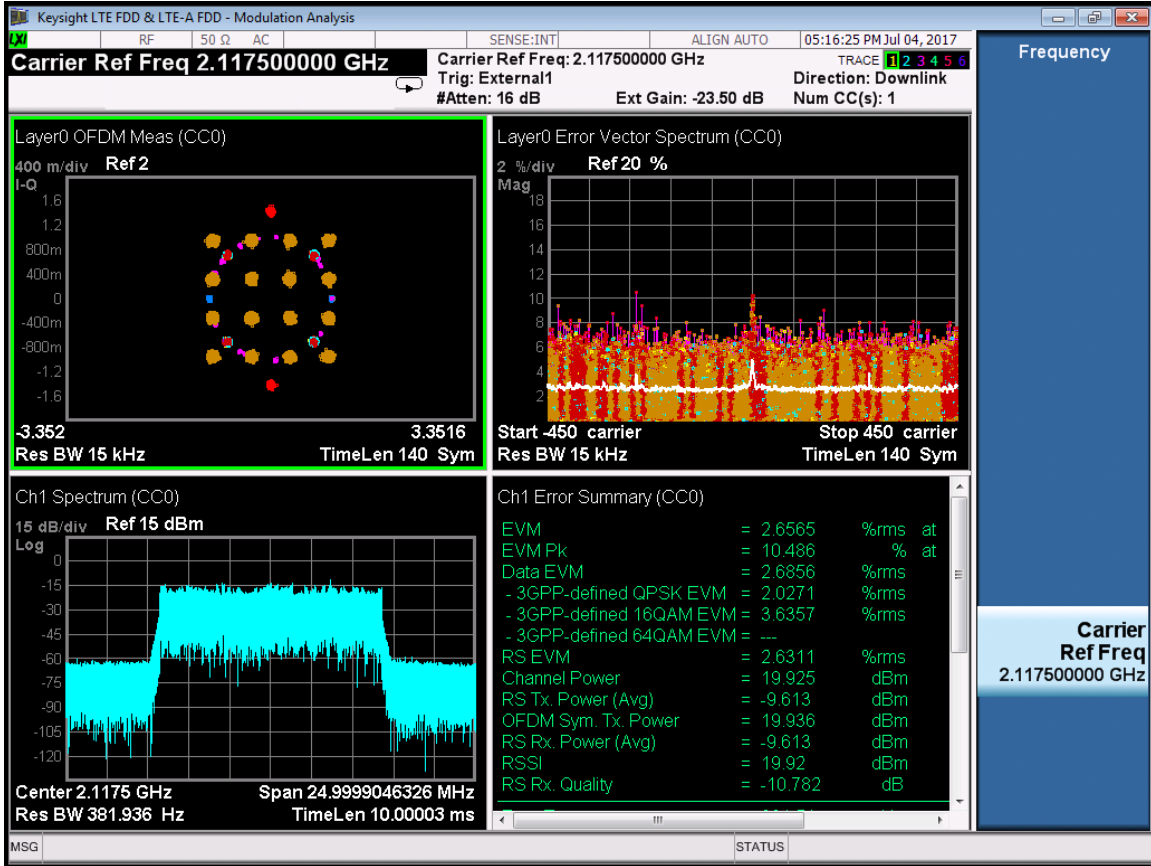 Keysight LTE FDD & LTE-A FDD - Modulation Analysis
LXI RF 50 Ω AC SENSE:INT ALIGN AUTO 05:16:25 PM Jul 04, 2017
Carrier Ref Freq 2.117500000 GHz
Carrier Ref Freq: 2.117500000 GHz
Trig: External1
#Atten: 16 dB Ext Gain: -23.50 dB
TRACE 1 2 3 4 5 6
Direction: Downlink
Num CC(s): 1
Frequency
Layer0 OFDM Meas (CC0)
400 m/div Ref 2
I-Q
1.6
1.2
800m
400m
0
-400m
-800m
-1.2
-1.6
-3.352 3.3516
Res BW 15 kHz TimeLen 140 Sym
Layer0 Error Vector Spectrum (CC0)
2 %/div Ref 20 %
Mag
18
16
14
12
10
8
6
4
2
Start -450 carrier Stop 450 carrier
Res BW 15 kHz TimeLen 140 Sym
Ch1 Spectrum (CC0)
15 dB/div Ref 15 dBm
Log
0
-15
-30
-45
-60
-75
-90
-105
-120
Center 2.1175 GHz Span 24.9999046326 MHz
Res BW 381.936 Hz TimeLen 10.00003 ms
Ch1 Error Summary (CC0)
EVM = 2.6565 %rms at
EVM Pk = 10.486 % at
Data EVM = 2.6856 %rms
- 3GPP-defined QPSK EVM = 2.0271 %rms
- 3GPP-defined 16QAM EVM = 3.6357 %rms
- 3GPP-defined 64QAM EVM = ---
RS EVM = 2.6311 %rms
Channel Power = 19.925 dBm
RS Tx. Power (Avg) = -9.613 dBm
OFDM Sym. Tx. Power = 19.936 dBm
RS Rx. Power (Avg) = -9.613 dBm
RSSI = 19.92 dBm
RS Rx. Quality = -10.782 dB
Carrier
Ref Freq
2.117500000 GHz
MSG STATUS